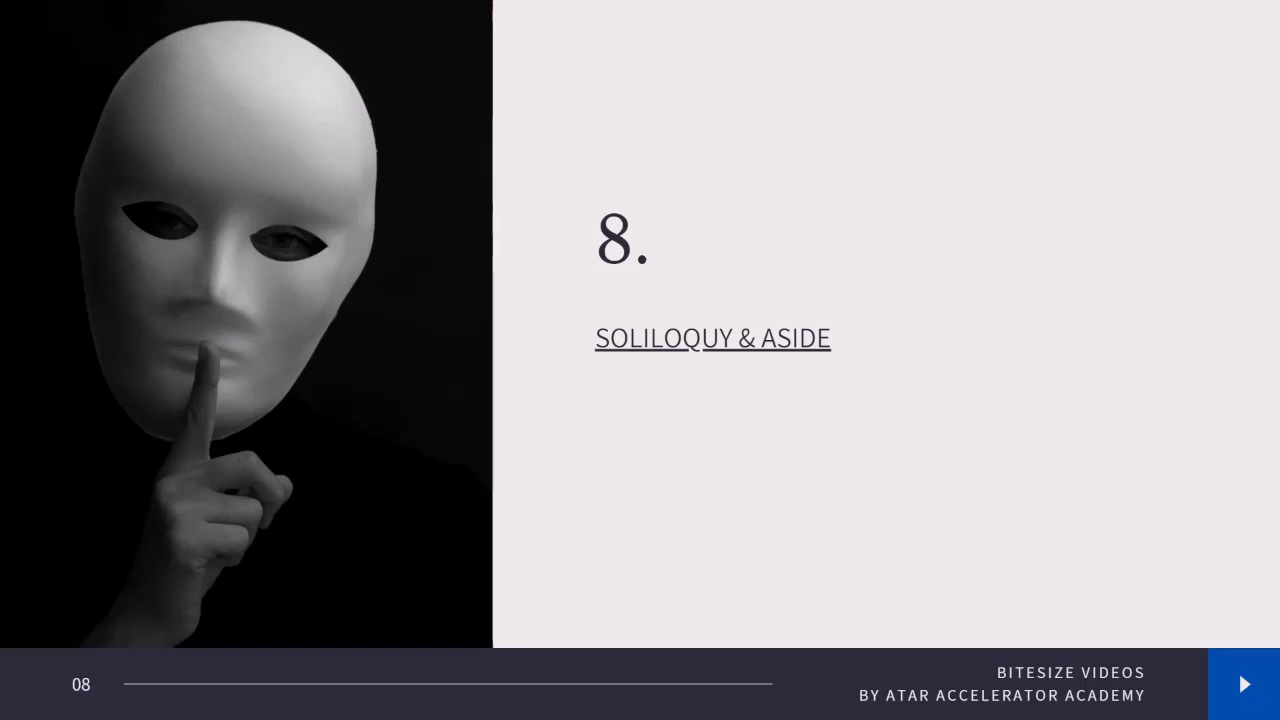 8.
SOLILOQUY & ASIDE
08
BITESIZE VIDEOS
BY ATAR ACCELERATOR ACADEMY